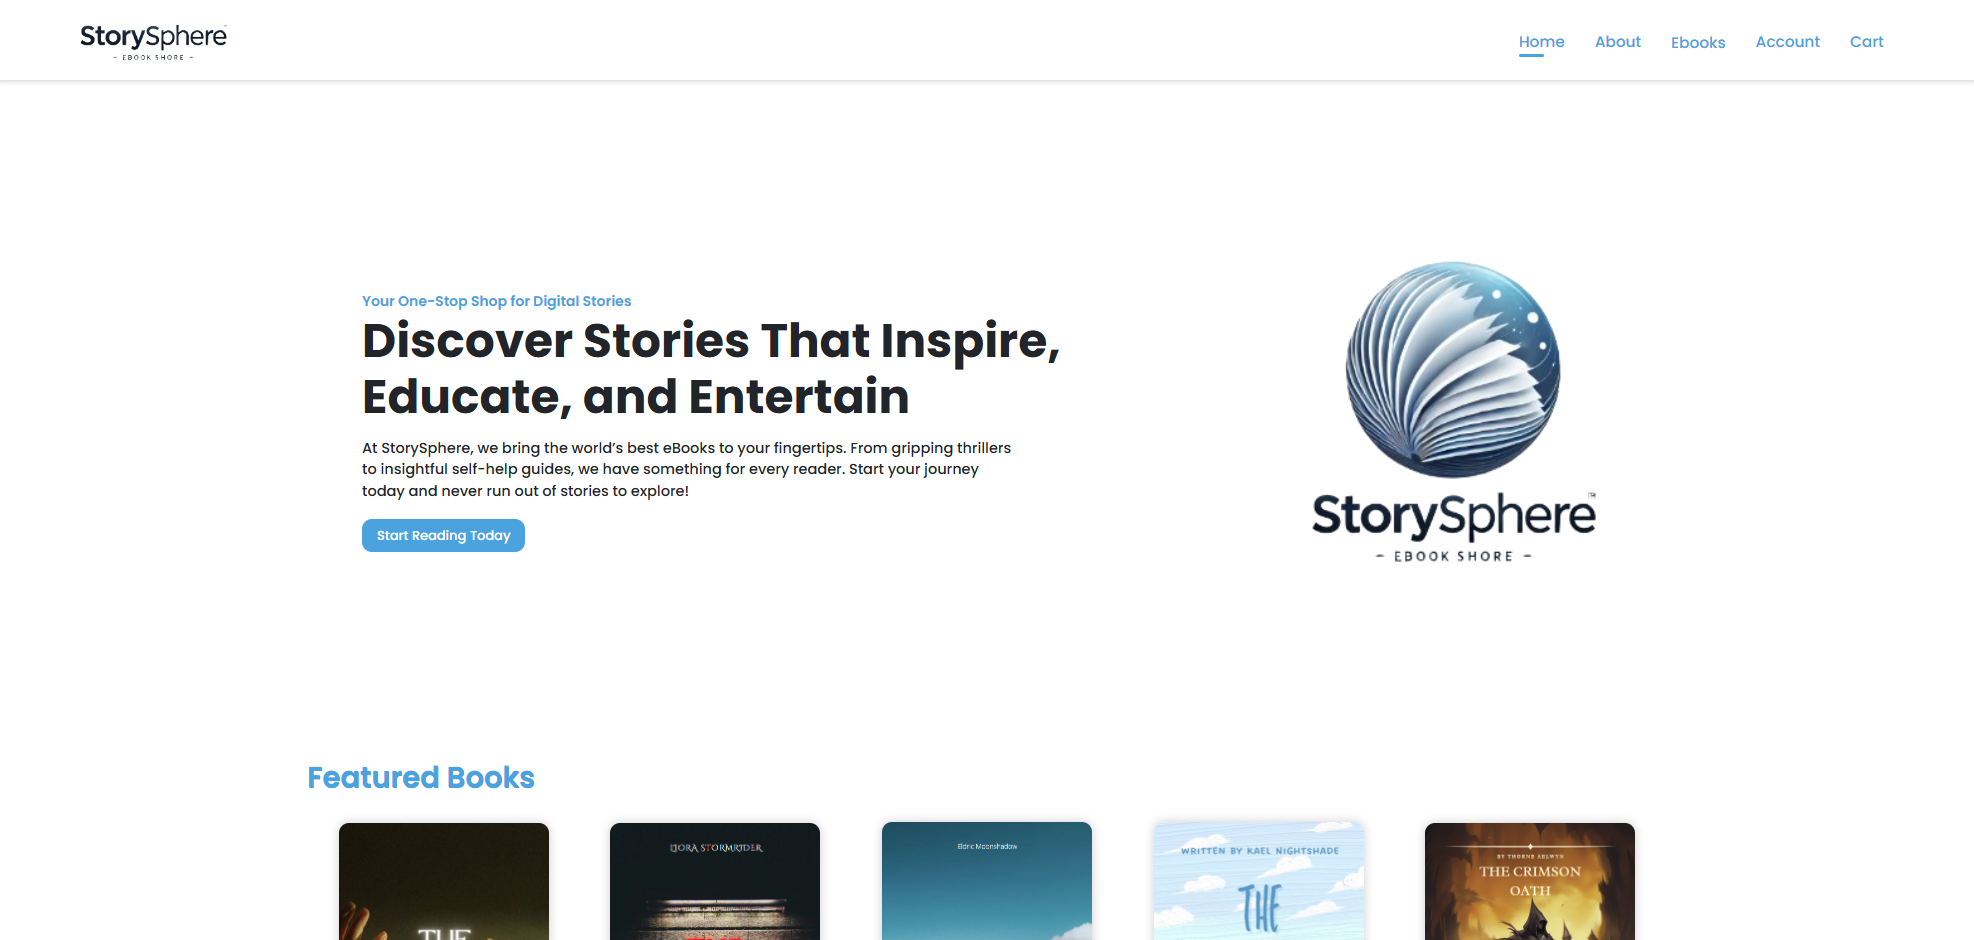 StorySphere
- EBOOK SHORE -
Home
About
Ebooks
Account
Cart
Your One-Stop Shop for Digital Stories
Discover Stories That Inspire,
Educate, and Entertain
At StorySphere, we bring the world’s best eBooks to your fingertips. From gripping thrillers
to insightful self-help guides, we have something for every reader. Start your journey
today and never run out of stories to explore!
Start Reading Today
StorySphere
- EBOOK SHORE -
Featured Books
THE
LIORA STORMRIDER
Eldric Moonshadow
WRITTEN BY KAEL NIGHTSHADE
THE
BY THORNE AELWYN
THE CRIMSON
OATH